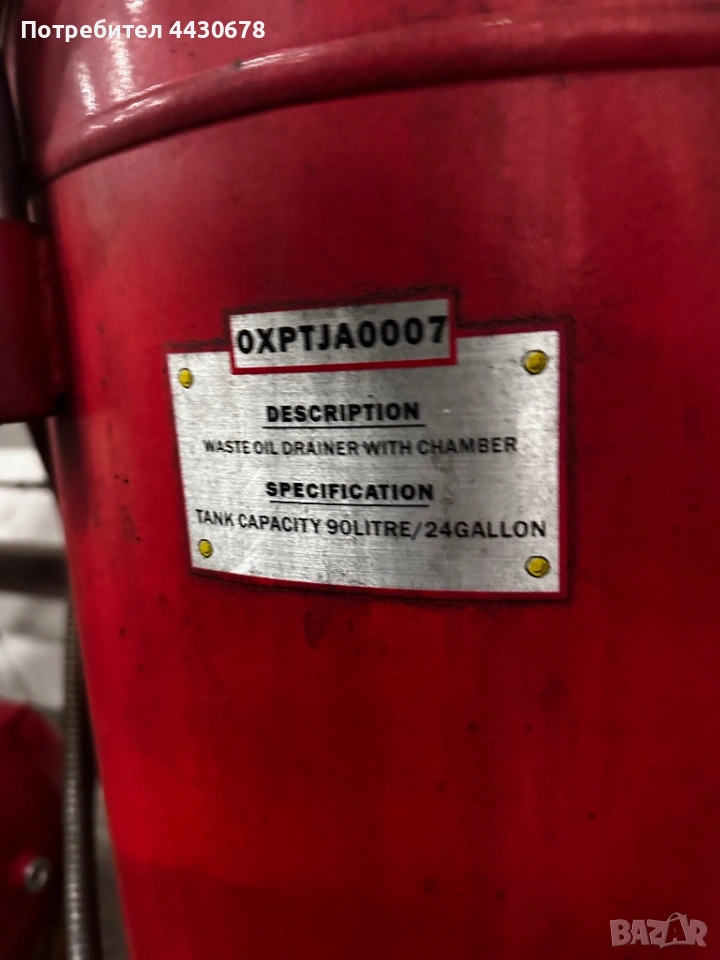 Потребител 4430678
OXPTJA0007
DESCRIPTION
WASTE OIL DRAINER WITH CHAMBER
SPECIFICATION
TANK CAPACITY 90LITRE/24GALLON
BAZAR